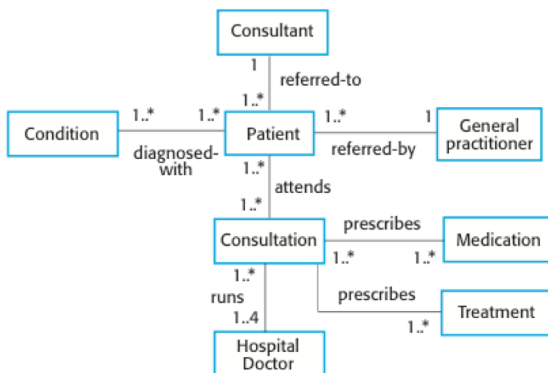 Consultant
1
referred-to
1..*
1..*
1..*
1..*
1
Condition
Patient
General
practitioner
diagnosed-
with
referred-by
1..*
attends
1..*
prescribes
Consultation
Medication
1..*
1..*
1..*
runs
prescribes
Treatment
1..4
1..*
Hospital
Doctor